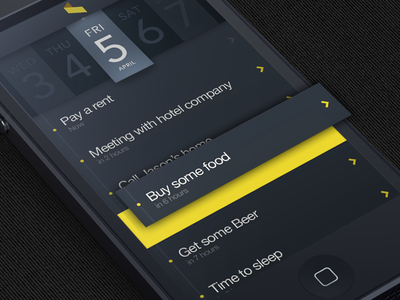 WED THU FRI SAT SUN
3 4 5 6 7
APRIL
Pay a rent
Now
Meeting with hotel company
in 2 hours
Call Jason's home
Buy some food
in 6 hours
Get some Beer
in 7 hours
Time to sleep